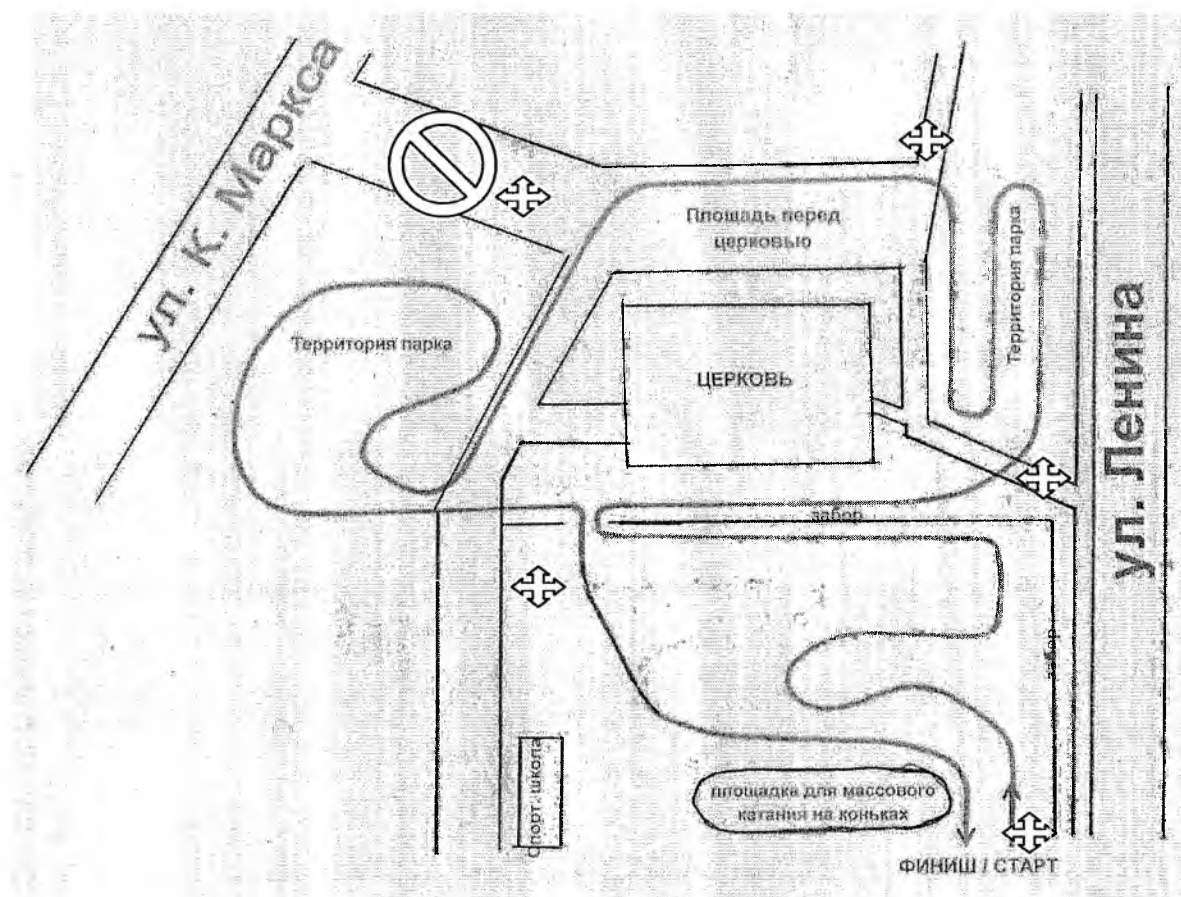 ул. К. Маркса
Площадь перед
церковью
Территория парка
Территория парка
ЦЕРКОВЬ
ул. Ленина
забор
забор
Спорт. школа
площадка для массового
катания на коньках
ФИНИШ / СТАРТ